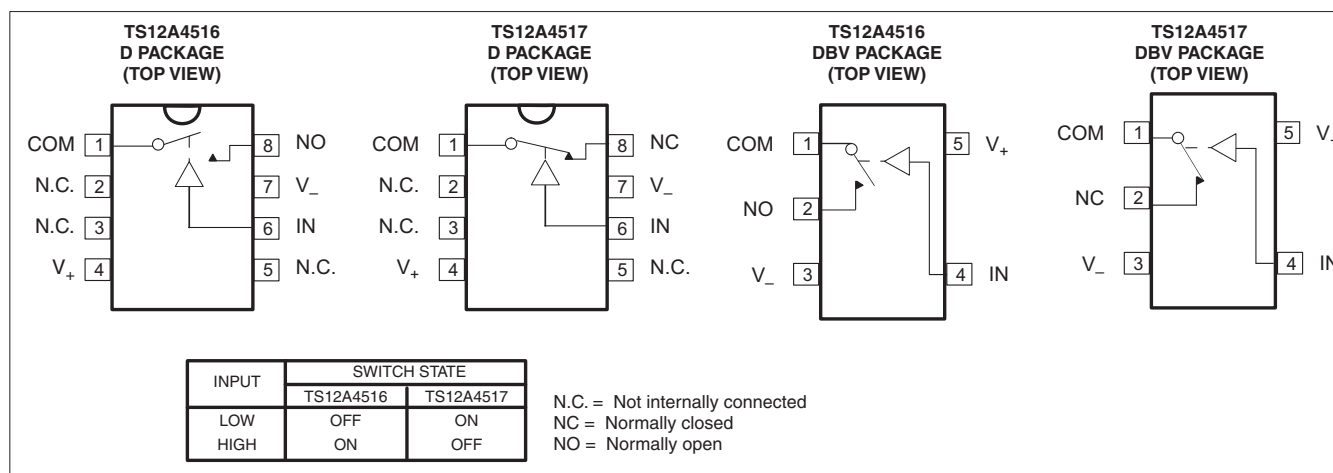 TS12A4516
D PACKAGE
(TOP VIEW)
COM 1
N.C. 2
N.C. 3
V+ 4
8 NO
7 V_
6 IN
5 N.C.
TS12A4517
D PACKAGE
(TOP VIEW)
COM 1
N.C. 2
N.C. 3
V+ 4
8 NC
7 V_
6 IN
5 N.C.
TS12A4516
DBV PACKAGE
(TOP VIEW)
COM 1
NO 2
V_ 3
5 V+
4 IN
TS12A4517
DBV PACKAGE
(TOP VIEW)
COM 1
NC 2
V_ 3
5
4 IN
INPUT SWITCH STATE
TS12A4516 TS12A4517
LOW OFF ON
HIGH ON OFF
N.C. = Not internally connected
NC = Normally closed
NO = Normally open